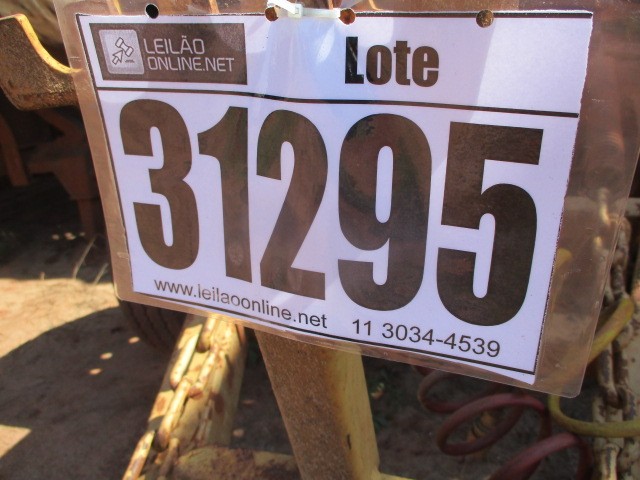 LEILÃO
ONLINE.NET
Lote
31295
www.leilaoonline.net 11 3034-4539